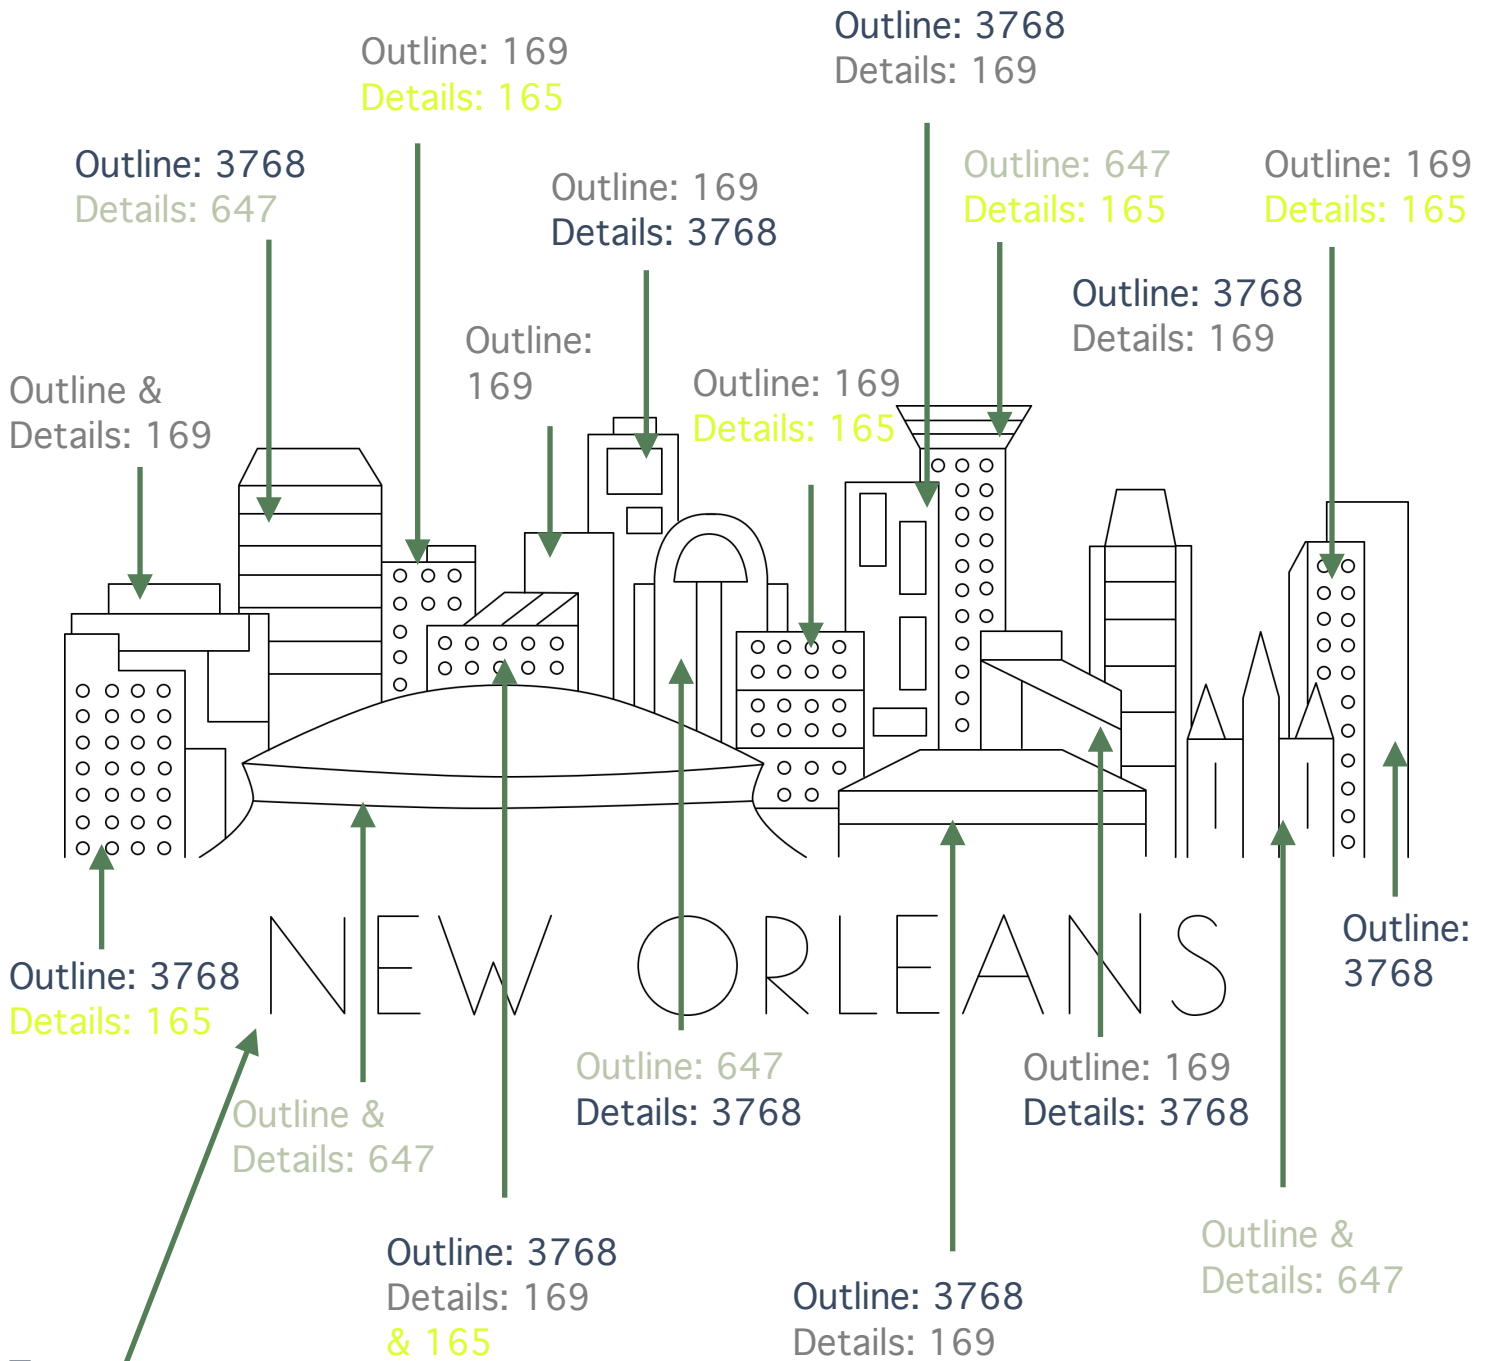 Outline: 3768
Details: 169
Outline: 169
Details: 165
Outline: 3768
Details: 647
Outline: 169
Details: 3768
Outline: 647
Details: 165
Outline: 169
Details: 165
Outline: 3768
Details: 169
Outline:
169
Outline: 169
Details: 165
Outline &
Details: 169
NEW ORLEANS
Outline:
3768
Outline: 3768
Details: 165
Outline: 647
Details: 3768
Outline: 169
Details: 3768
Outline &
Details: 647
Outline: 3768
Details: 169
& 165
Outline: 3768
Details: 169
Outline &
Details: 647